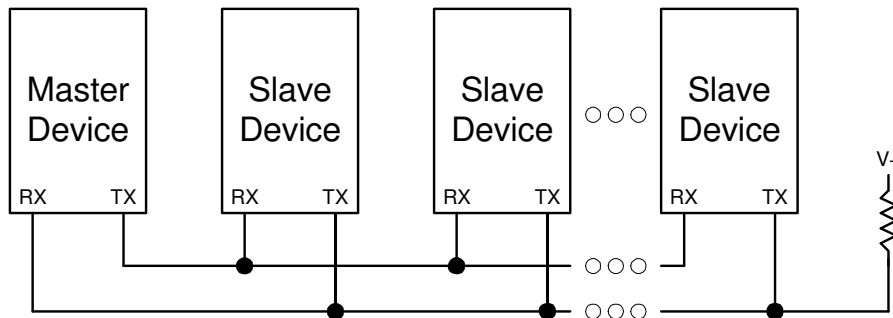 Master
Device
RX TX
Slave
Device
RX TX
Slave
Device
RX TX
Slave
Device
RX TX